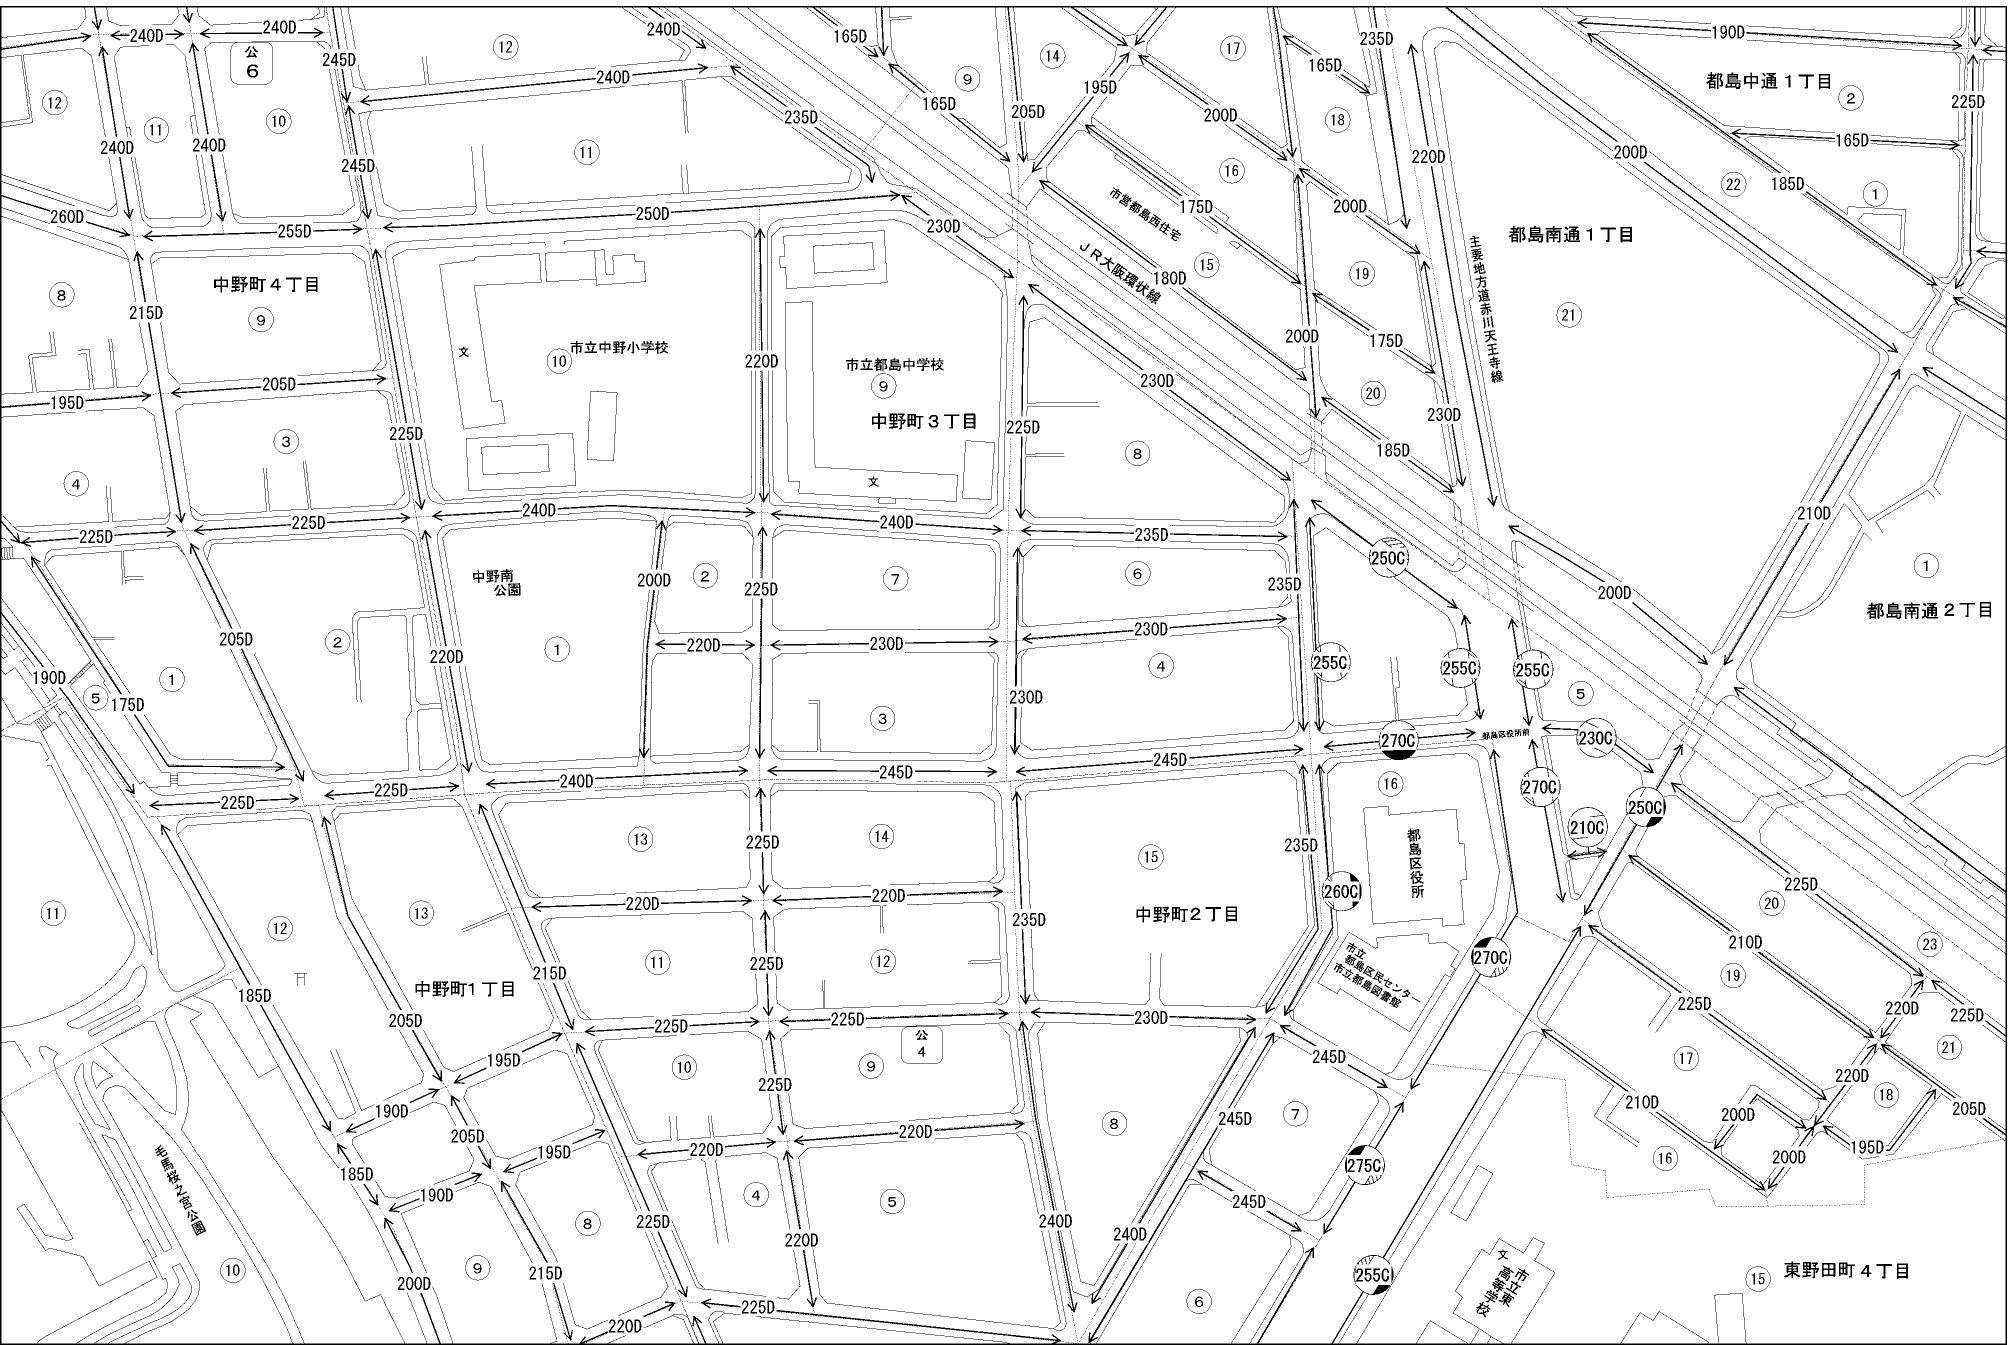 240D
240D
公
6
245D
12
240D
240D
165D
9
14
195D
17
165D
235D
190D
都島中通1丁目
2
225D
12
11
10
240D
240D
245D
11
235D
165D
205D
200D
18
220D
200D
165D
22
185D
1
260D
255D
250D
230D
16
市営都島西住宅
175D
200D
都島南通1丁目
JR大阪環状線
180D
15
19
主要地方道赤川天王寺線
21
8
215D
中野町4丁目
9
文
10
市立中野小学校
220D
市立都島中学校
9
中野町3丁目
文
200D
175D
20
230D
230D
195D
205D
225D
3
4
225D
8
185D
210D
225D
225D
240D
240D
235D
250C
1
都島南通2丁目
中野南
公園
200D
2
225D
7
6
235D
200D
205D
2
220D
1
220D
230D
230D
4
255C
255C
255C
5
190D
5
175D
1
3
230D
270C
都島区役所前
230C
225D
225D
240D
245D
245D
16
270C
250C
210C
13
225D
14
15
235D
260C
都島区役所
225D
20
11
12
13
220D
220D
235D
中野町2丁目
270C
210D
19
23
市立
都島区民センター
市立都島図書館
185D
中野町1丁目
205D
215D
11
225D
12
225D
225D
230D
公
4
225D
220D
225D
21
195D
10
225D
9
245D
17
220D
18
190D
205D
195D
220D
220D
8
245D
7
210D
200D
205D
195D
185D
190D
毛馬桜之宮公園
8
225D
4
5
220D
240D
240D
245D
275C
16
200D
10
200D
9
215D
220D
225D
6
255C
文
市立東
高等学校
15
東野田町4丁目